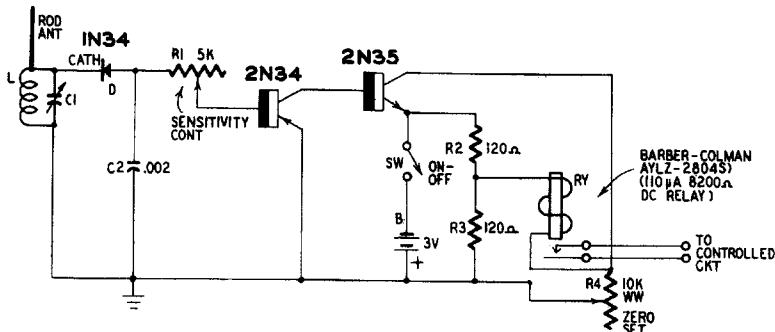 ROD
ANT
1N34
CATH
D
L
C1
R1 5K
SENSITIVITY
CONT
2N34
2N35
C2 .002
SW
ON-
OFF
B
3V
+
R2
120Ω
R3
120Ω
RY
BARBER-COLMAN
AYLZ-2804S)
(110µA 8200Ω
DC RELAY)
TO
CONTROLLED
CKT
R4
10K
WW
ZERO
SET